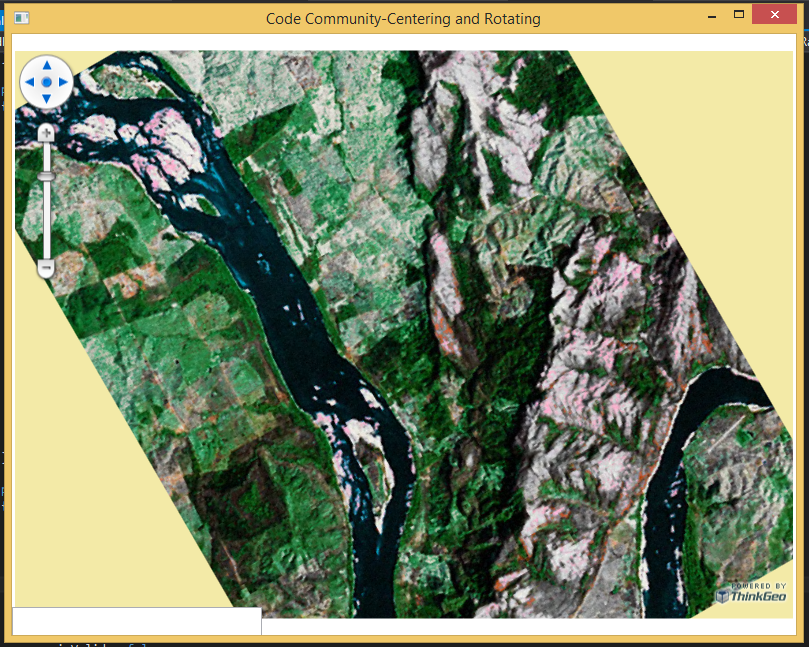 Code Community-Centering and Rotating
POWERED BY
ThinkGeo